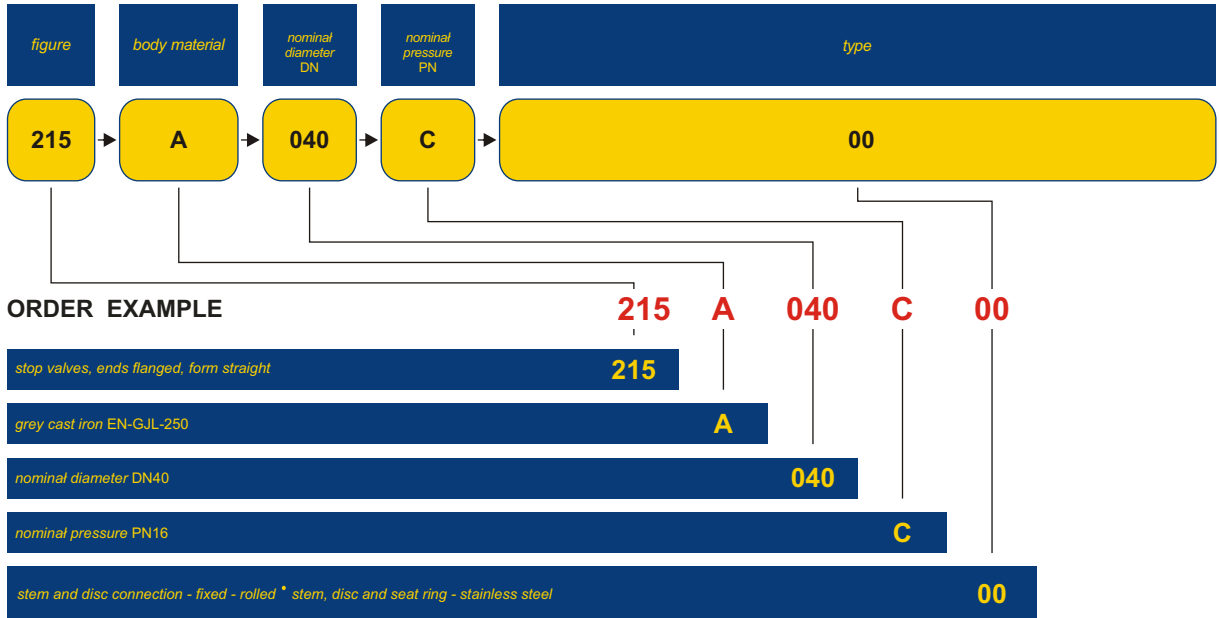 figure
body material
nominał
diameter
DN
nominał
pressure
PN
type
215
A
040
C
00
ORDER EXAMPLE
215 A 040 C 00
stop valves, ends flanged, form straight 215
grey cast iron EN-GJL-250 A
nominał diameter DN40 040
nominał pressure PN16 C
stem and disc connection - fixed - rolled • stem, disc and seat ring - stainless steel 00